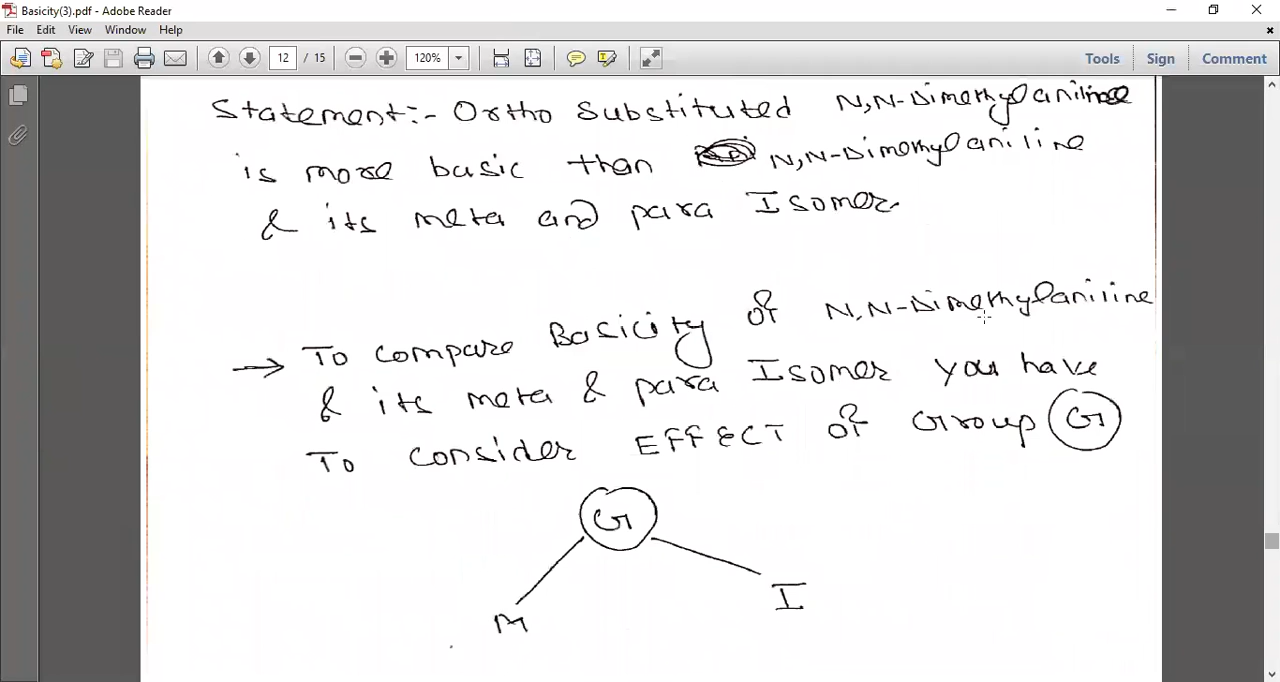 Basicity(3).pdf - Adobe Reader
File Edit View Window Help
12 / 15 120% Tools Sign Comment
Statement:- Ortho Substituted N,N-Dimethylaniline
is more basic than N,N-Dimethylaniline
& its meta and para Isomer
→ To compare Basicity of N,N-Dimethylaniline
& its meta & para Isomer you have
To consider EFFECT of Group G
G
M I